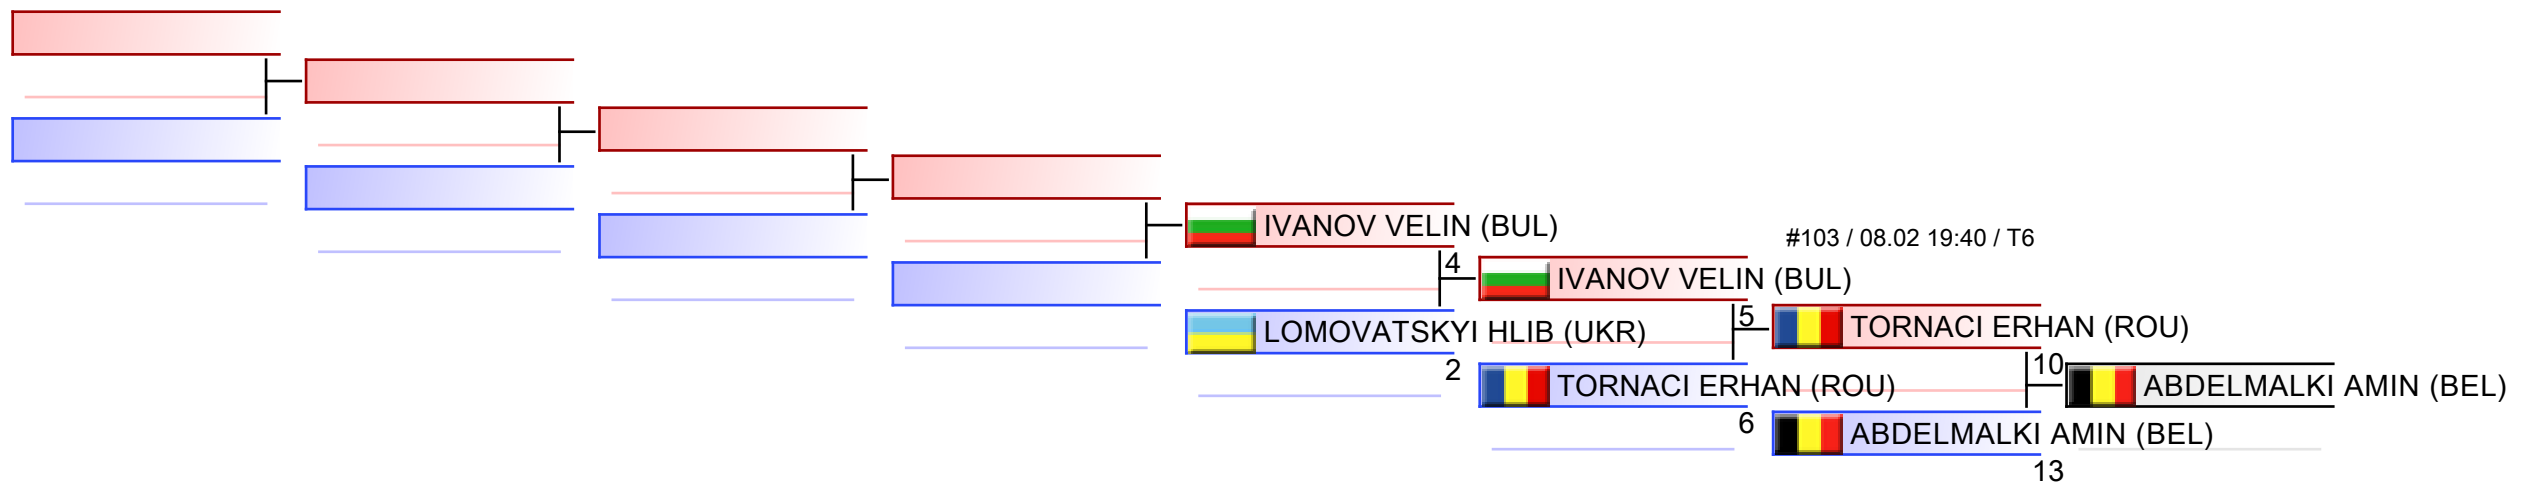 IVANOV VELIN (BUL)
#103 / 08.02 19:40 / T6
4
IVANOV VELIN (BUL)
LOMOVATSKYI HLIB (UKR)
5
TORNACI ERHAN (ROU)
2
TORNACI ERHAN (ROU)
10
ABDELMALKI AMIN (BEL)
6
ABDELMALKI AMIN (BEL)
13